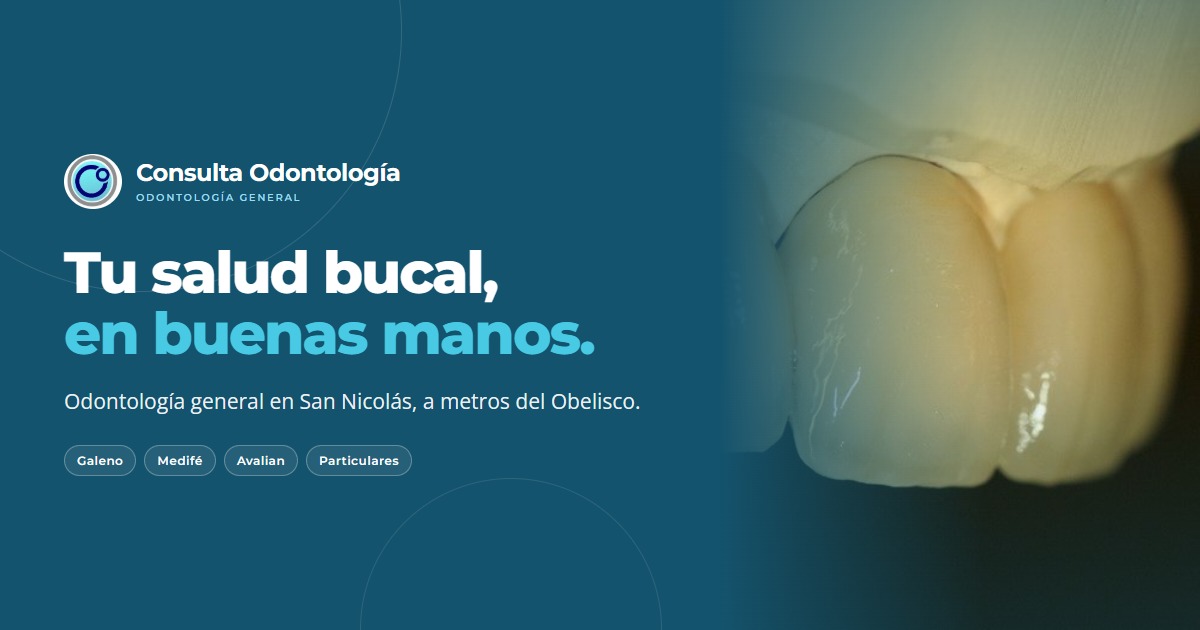 Consulta Odontología
ODONTOLOGÍA GENERAL
Tu salud bucal,
en buenas manos.
Odontología general en San Nicolás, a metros del Obelisco.
Galeno Medifé Avalian Particulares